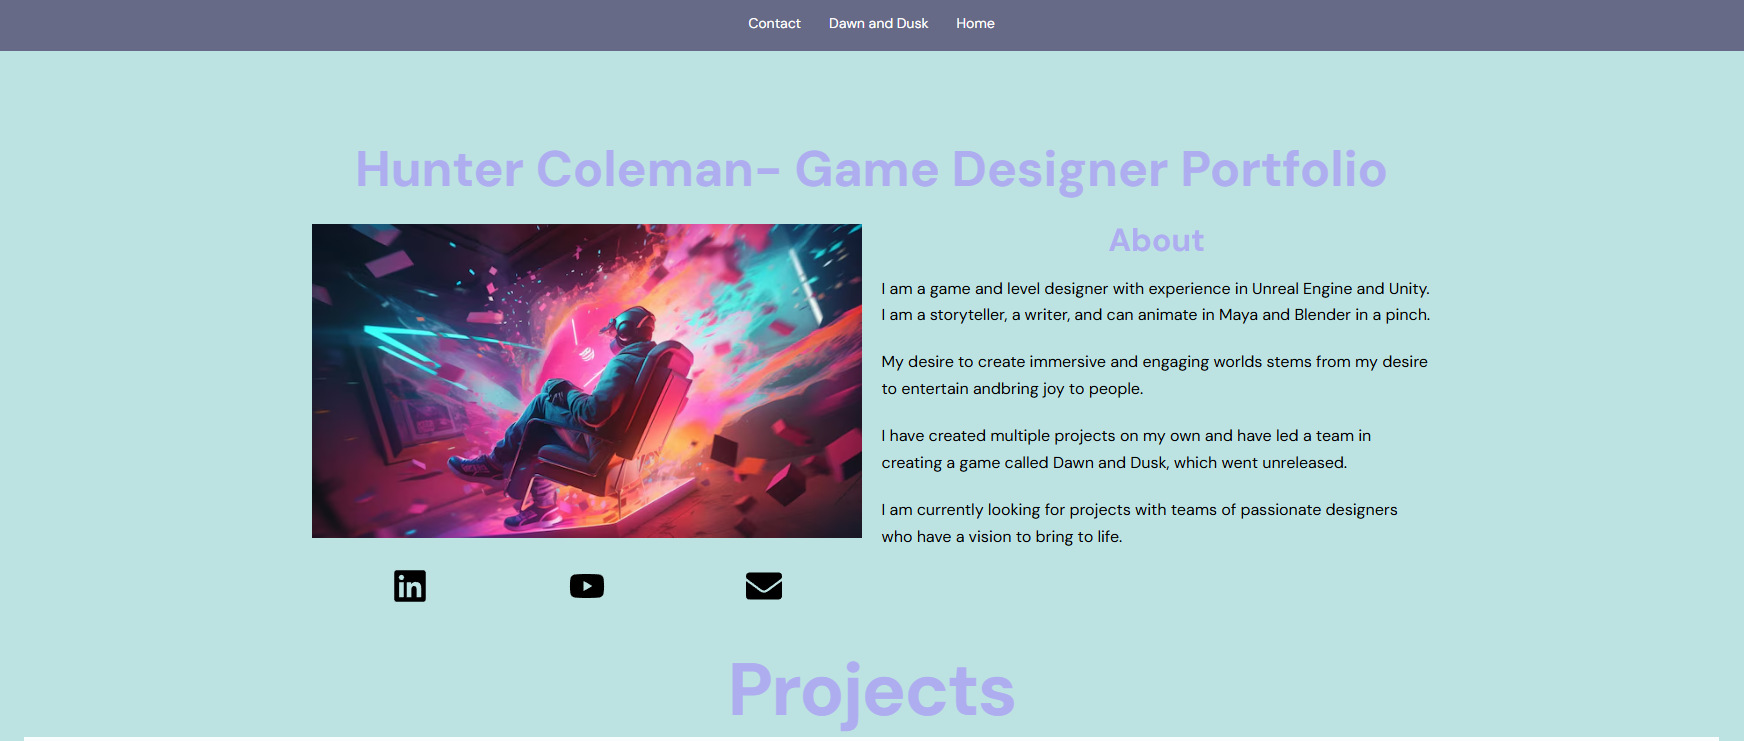 Contact Dawn and Dusk Home
Hunter Coleman- Game Designer Portfolio
About
I am a game and level designer with experience in Unreal Engine and Unity.
I am a storyteller, a writer, and can animate in Maya and Blender in a pinch.
My desire to create immersive and engaging worlds stems from my desire
to entertain andbring joy to people.
I have created multiple projects on my own and have led a team in
creating a game called Dawn and Dusk, which went unreleased.
I am currently looking for projects with teams of passionate designers
who have a vision to bring to life.
in
Projects